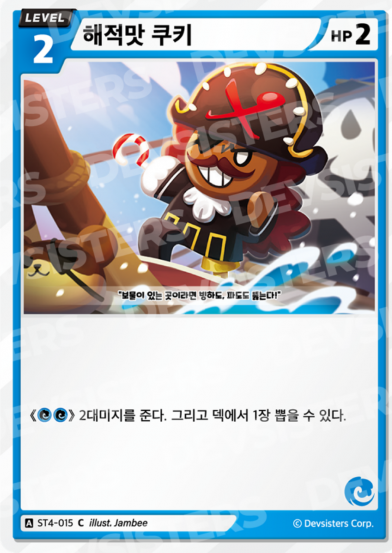 LEVEL
2
해적맛 쿠키
HP 2
"보물이 있는 곳이라면 빙하도, 파도도 뚫는다!"
《》 2대미지를 준다. 그리고 덱에서 1장 뽑을 수 있다.
A ST4-015 C illust. Jambee
© Devsisters Corp.
DEVSISTERS